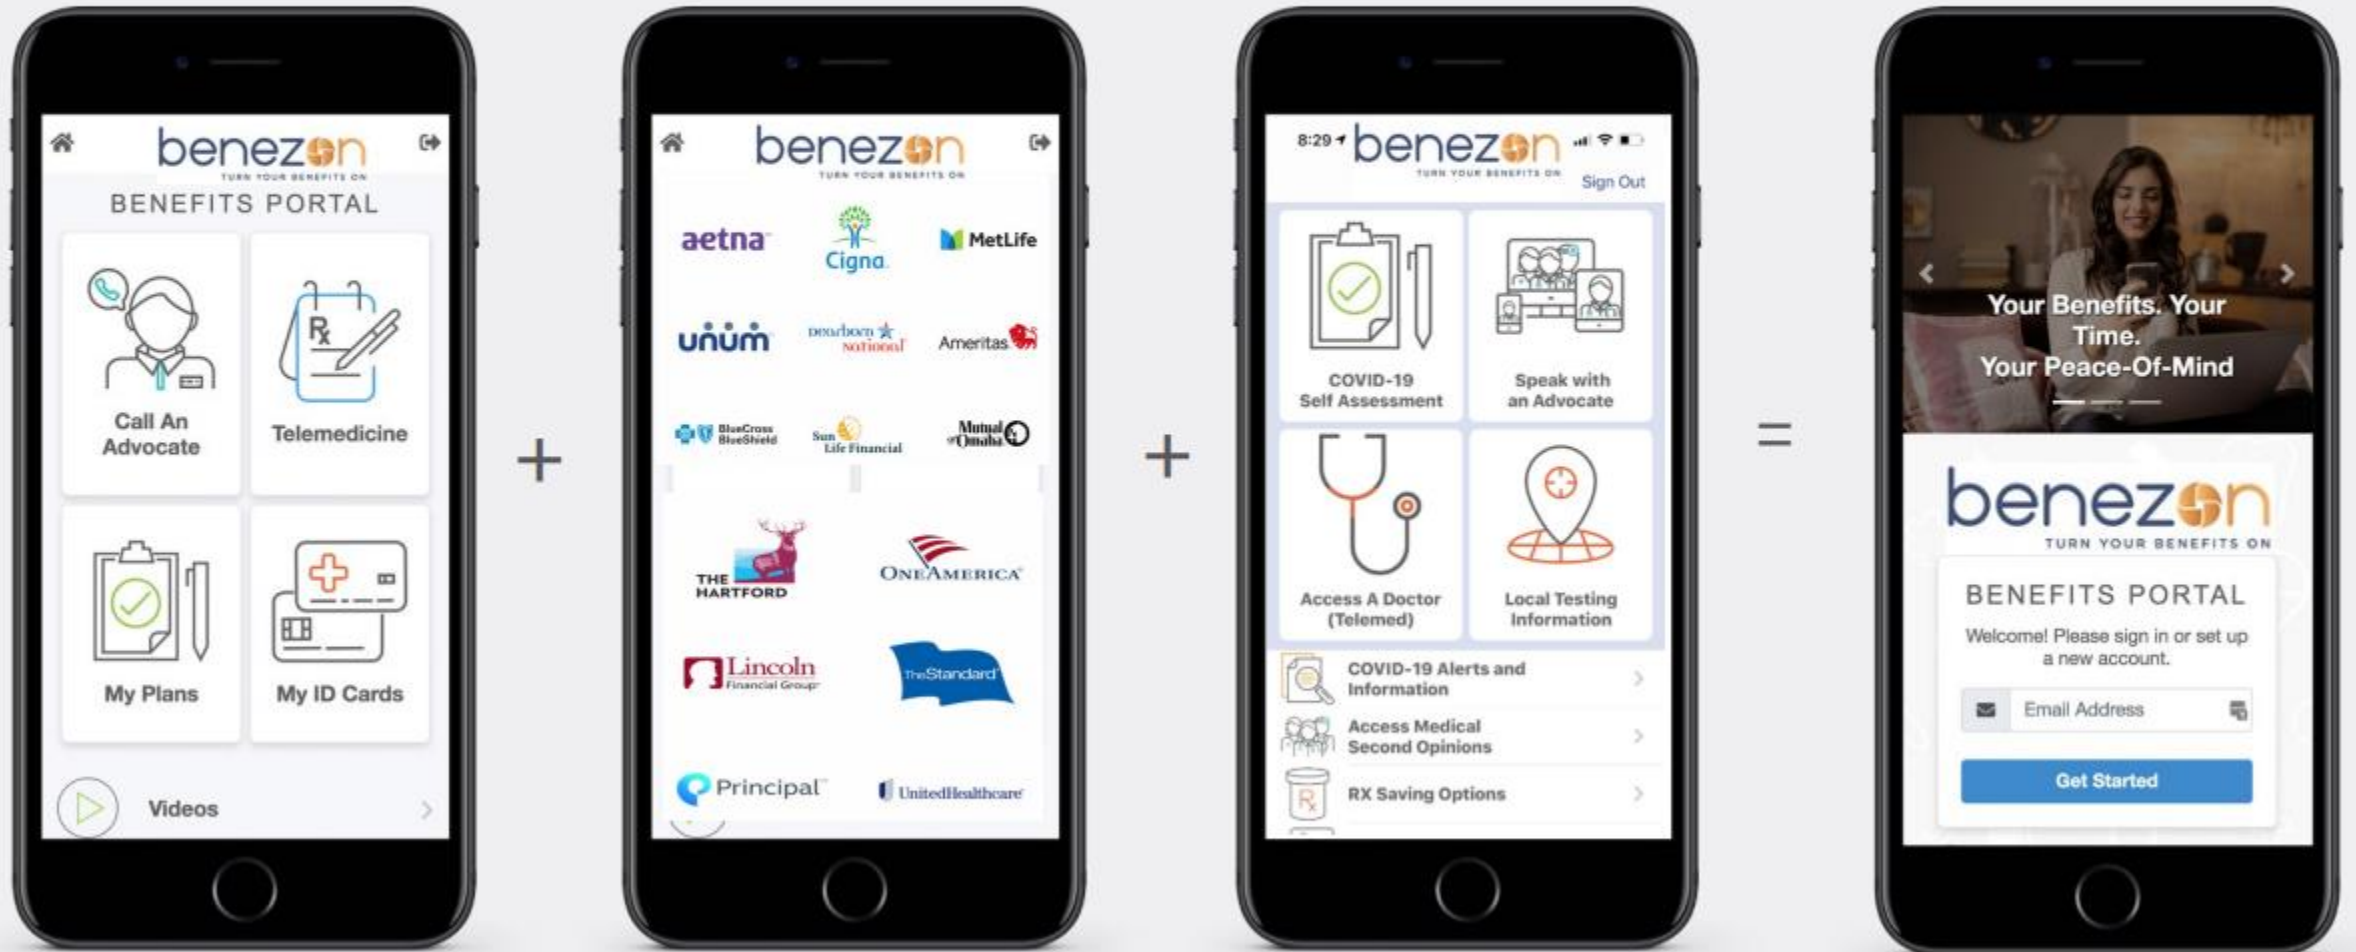 benezon
TURN YOUR BENEFITS ON
BENEFITS PORTAL
Call An
Advocate
Rx
Telemedicine
My Plans
My ID Cards
Videos
+
benezon
TURN YOUR BENEFITS ON
aetna
Cigna
MetLife
unum
Dearborn
National
Ameritas
BlueCross
BlueShield
Sun
Life Financial
Mutual
of Omaha
THE
HARTFORD
ONEAMERICA
Lincoln
Financial Group
TheStandard
Principal
UnitedHealthcare
+
8:29
benezon
TURN YOUR BENEFITS ON
Sign Out
COVID-19
Self Assessment
Speak with
an Advocate
Access A Doctor
(Telemed)
Local Testing
Information
COVID-19 Alerts and
Information
Access Medical
Second Opinions
Rx
RX Saving Options
=
Your Benefits. Your
Time.
Your Peace-Of-Mind
benezon
TURN YOUR BENEFITS ON
BENEFITS PORTAL
Welcome! Please sign in or set up
a new account.
Email Address
Get Started